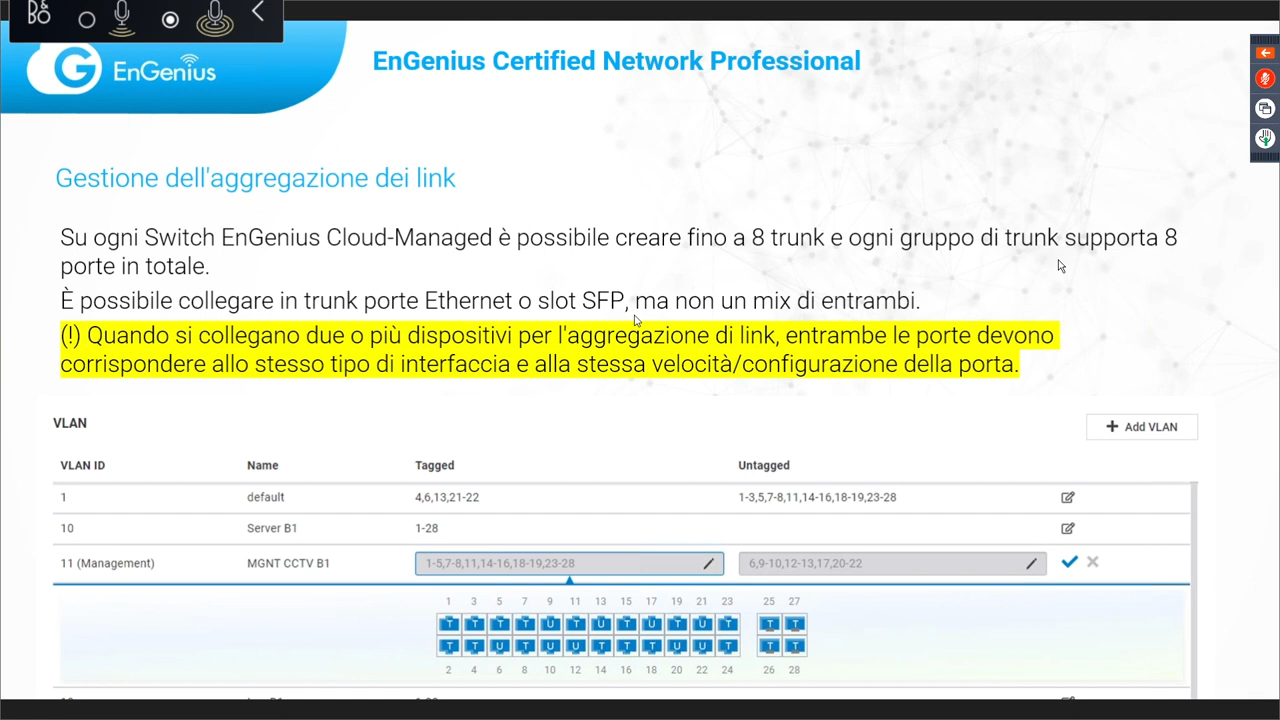 EnGenius
EnGenius Certified Network Professional
Gestione dell'aggregazione dei link
Su ogni Switch EnGenius Cloud-Managed è possibile creare fino a 8 trunk e ogni gruppo di trunk supporta 8
porte in totale.
È possibile collegare in trunk porte Ethernet o slot SFP, ma non un mix di entrambi.
(!) Quando si collegano due o più dispositivi per l'aggregazione di link, entrambe le porte devono
corrispondere allo stesso tipo di interfaccia e alla stessa velocità/configurazione della porta.
VLAN
+ Add VLAN
VLAN ID Name Tagged Untagged
1 default 4,6,13,21-22 1-3,5,7-8,11,14-16,18-19,23-28
10 Server B1 1-28
11 (Management) MGNT CCTV B1 1-5,7-8,11,14-16,18-19,23-28 6,9-10,12-13,17,20-22
1 3 5 7 9 11 13 15 17 19 21 23 25 27
T T T T U T U T U T U T T T
T T U T U U T T T U U T T T
2 4 6 8 10 12 14 16 18 20 22 24 26 28